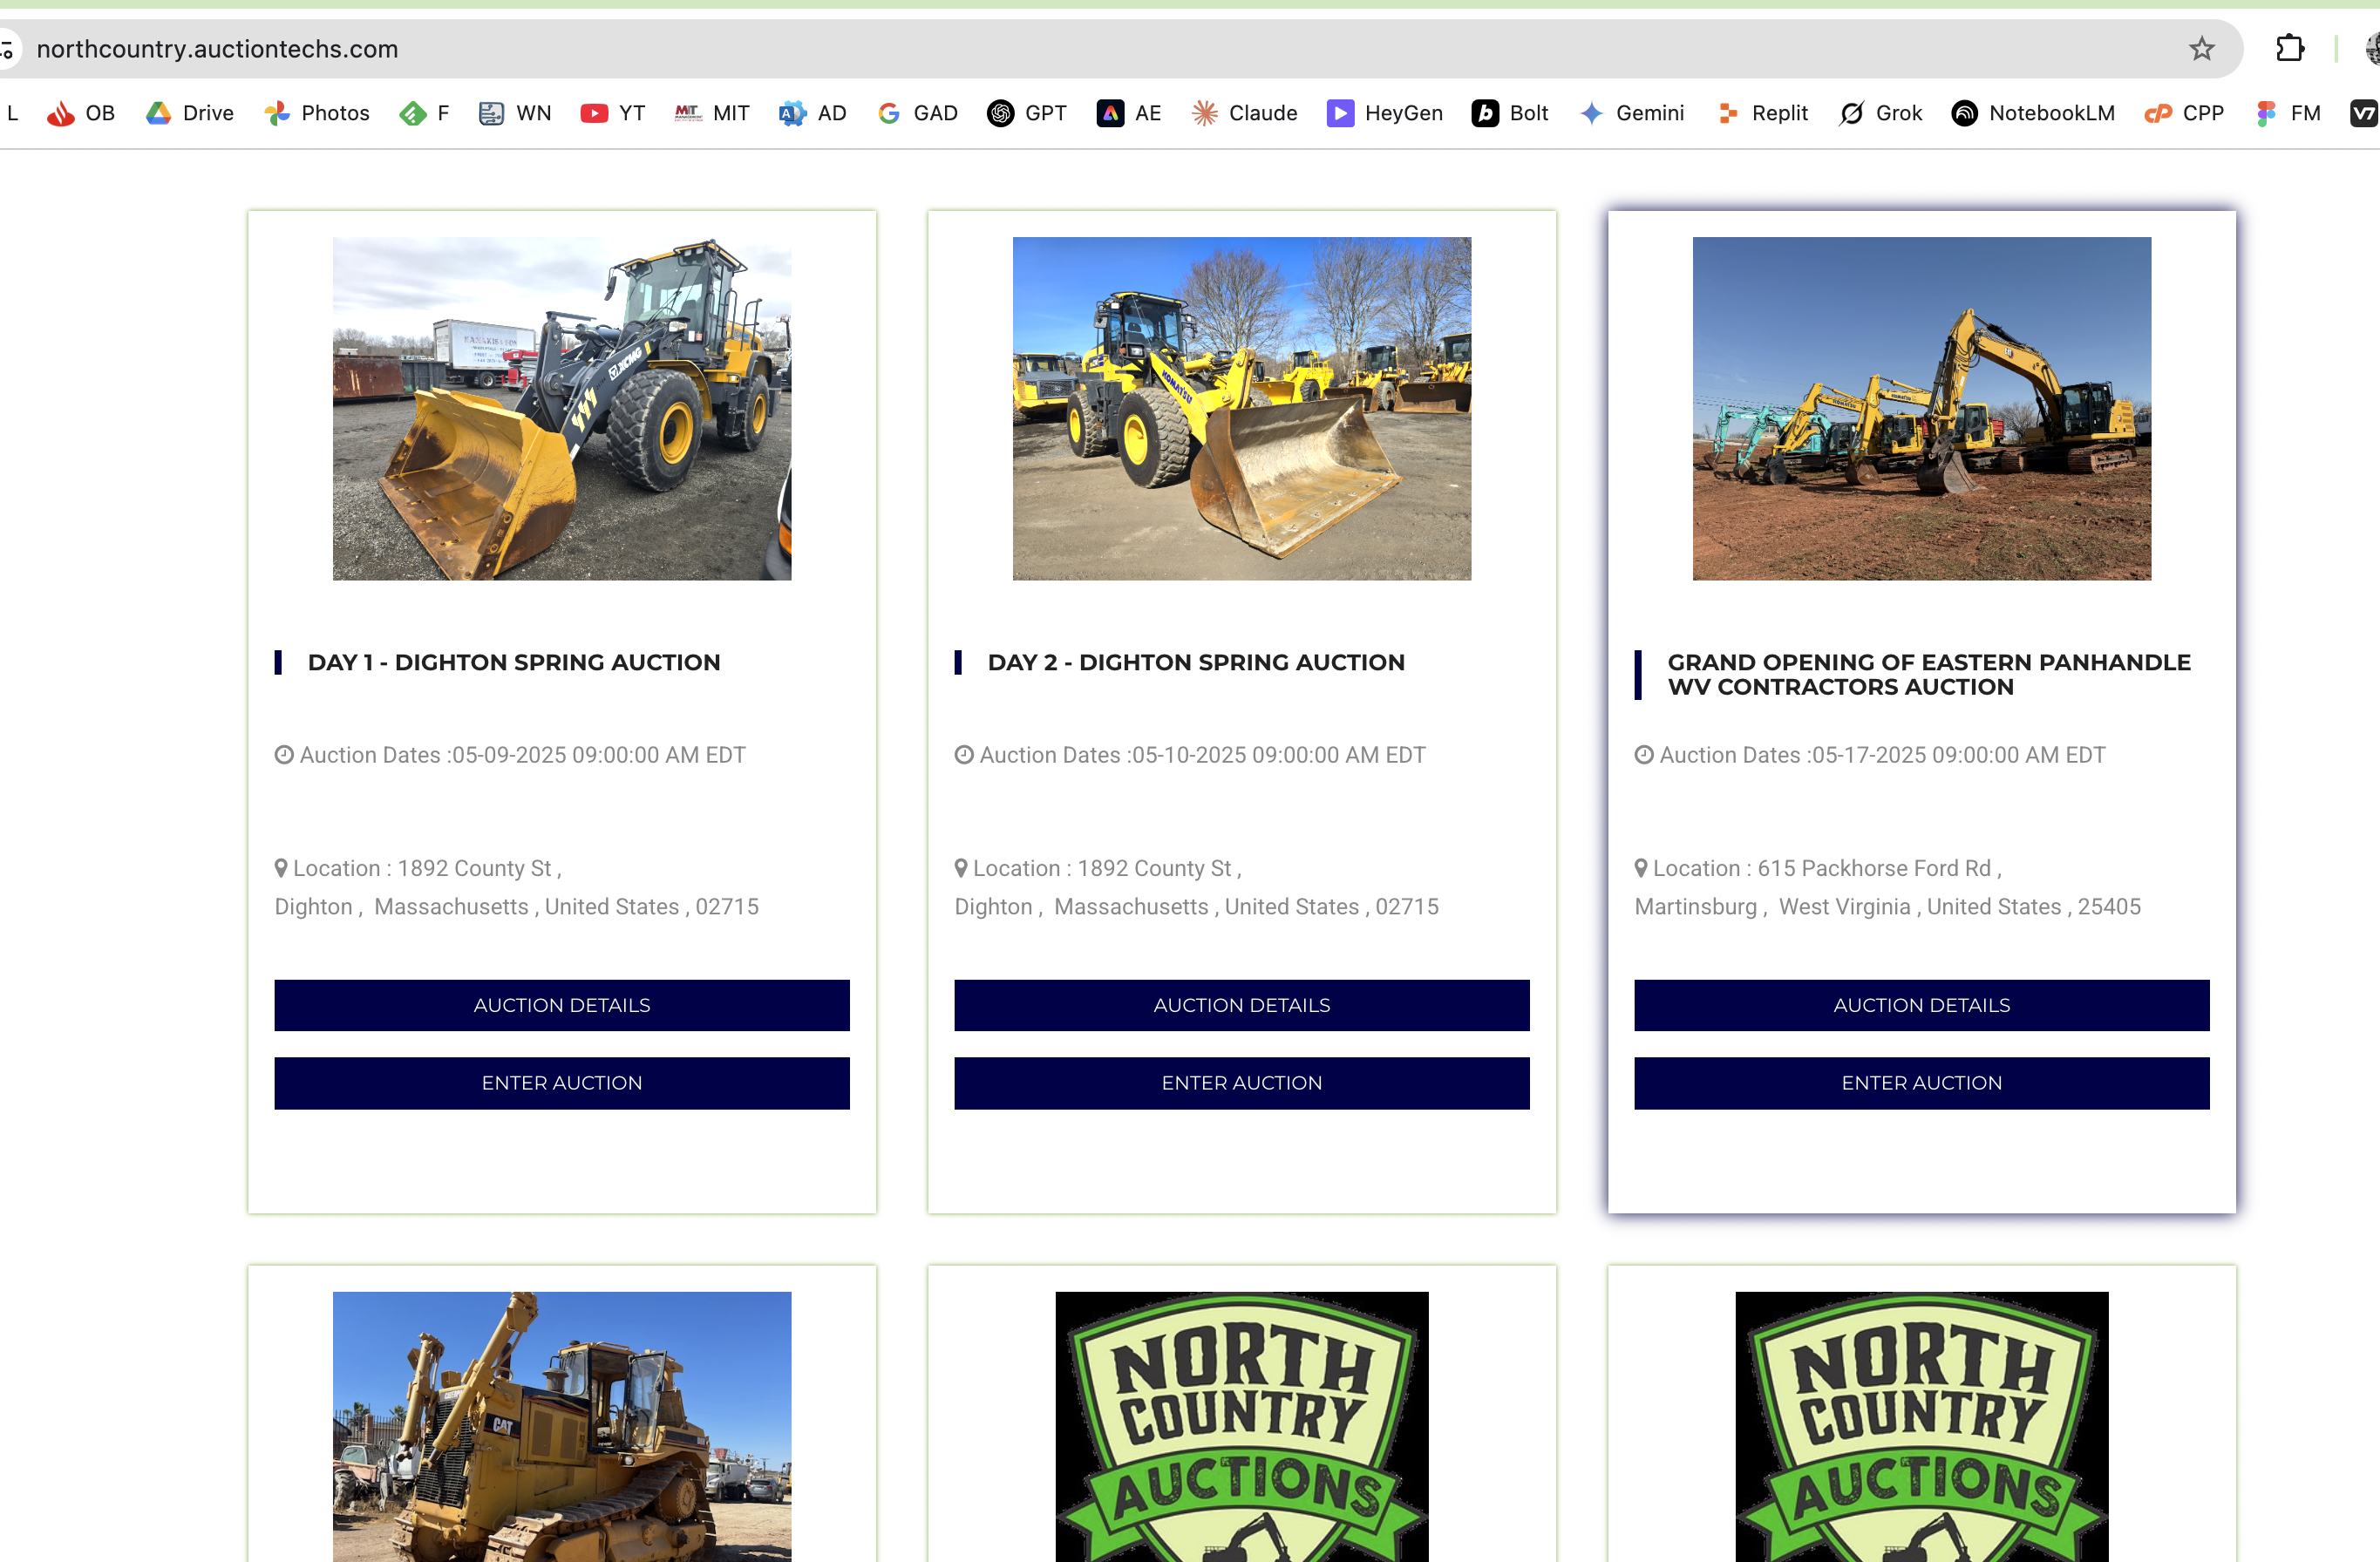 northcountry.auctiontechs.com
L OB Drive Photos F WN YT MIT MIT AD GAD GPT AE Claude HeyGen Bolt Gemini Replit Grok NotebookLM CPP FM V7
XCMG
KOMATSU
DAY 1 - DIGHTON SPRING AUCTION
DAY 2 - DIGHTON SPRING AUCTION
GRAND OPENING OF EASTERN PANHANDLE
WV CONTRACTORS AUCTION
Auction Dates :05-09-2025 09:00:00 AM EDT
Auction Dates :05-10-2025 09:00:00 AM EDT
Auction Dates :05-17-2025 09:00:00 AM EDT
Location : 1892 County St ,
Dighton , Massachusetts , United States , 02715
Location : 1892 County St ,
Dighton , Massachusetts , United States , 02715
Location : 615 Packhorse Ford Rd ,
Martinsburg , West Virginia , United States , 25405
AUCTION DETAILS
AUCTION DETAILS
AUCTION DETAILS
ENTER AUCTION
ENTER AUCTION
ENTER AUCTION
CAT
NORTH
COUNTRY
AUCTIONS
NORTH
COUNTRY
AUCTIONS